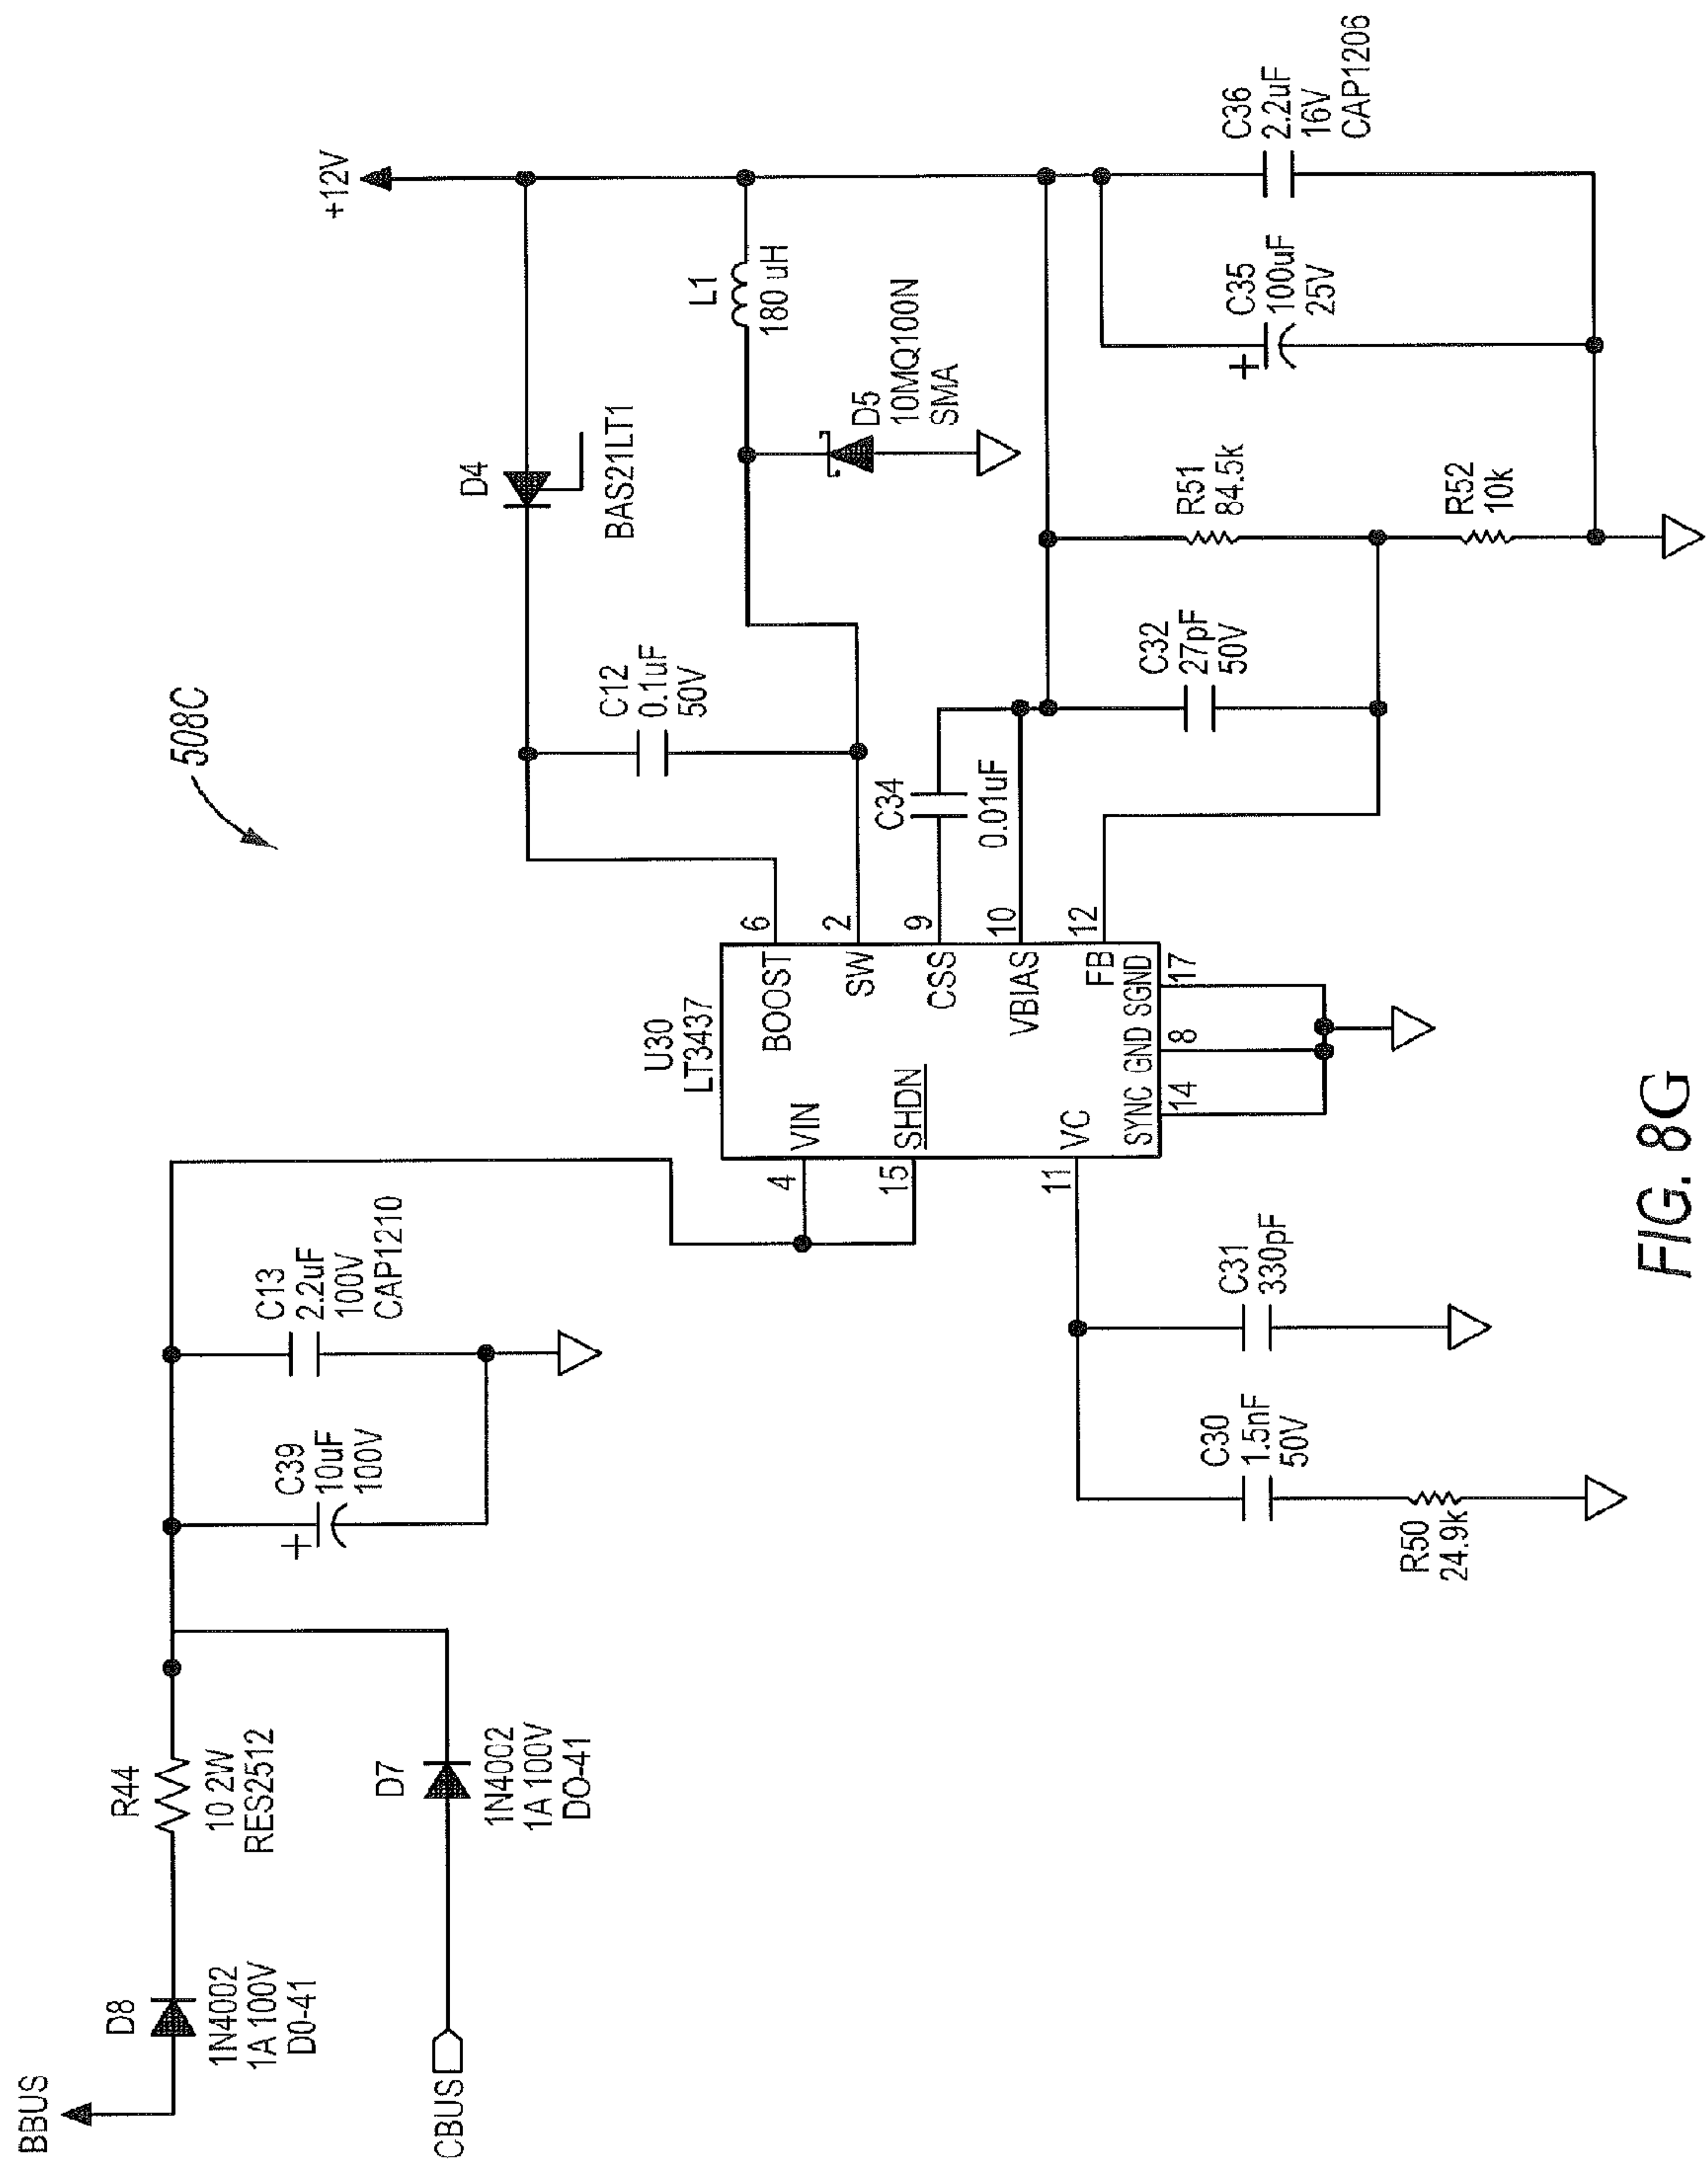 508C
BBUS
D8
1N4002
1A 100V
D0-41
R44
10 2W
RES2512
CBUS
D7
1N4002
1A 100V
DO-41
C39
10uF
100V
+
C13
2.2uF
100V
CAP1210
U30
LT3437
4
VIN
15
SHDN
11
VC
BOOST
6
SW
2
CSS
9
VBIAS
10
FB
12
SYNC GND SGND
14
8
17
C30
1.5nF
50V
R50
24.9k
C31
330pF
D4
BAS21LT1
C12
0.1uF
50V
C34
0.01uF
L1
180 uH
D5
10MQ100N
SMA
+12V
C32
27pF
50V
R51
84.5k
R52
10k
C35
100uF
25V
+
C36
2.2uF
16V
CAP1206
FIG. 8G